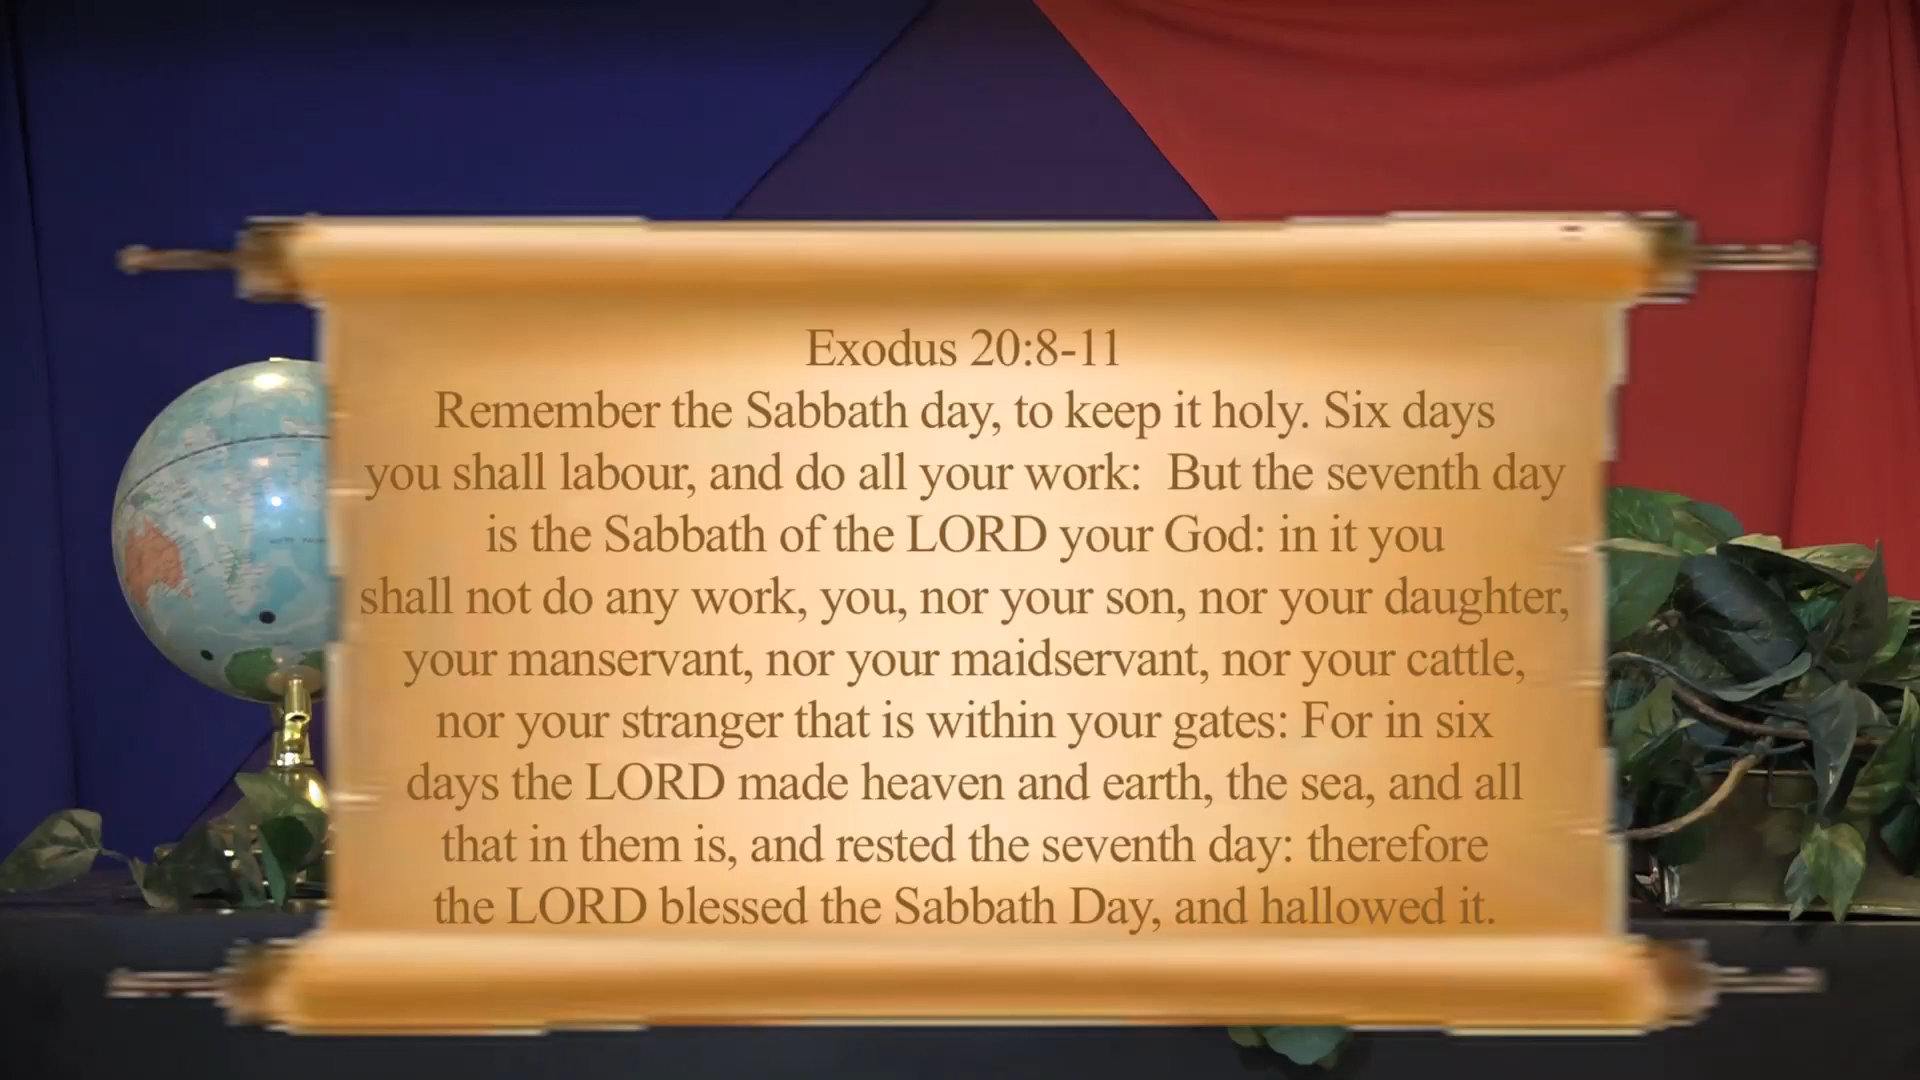 Exodus 20:8-11
Remember the Sabbath day, to keep it holy. Six days
you shall labour, and do all your work:  But the seventh day
is the Sabbath of the LORD your God: in it you
shall not do any work, you, nor your son, nor your daughter,
your manservant, nor your maidservant, nor your cattle,
nor your stranger that is within your gates: For in six
days the LORD made heaven and earth, the sea, and all
that in them is, and rested the seventh day: therefore
the LORD blessed the Sabbath Day, and hallowed it.